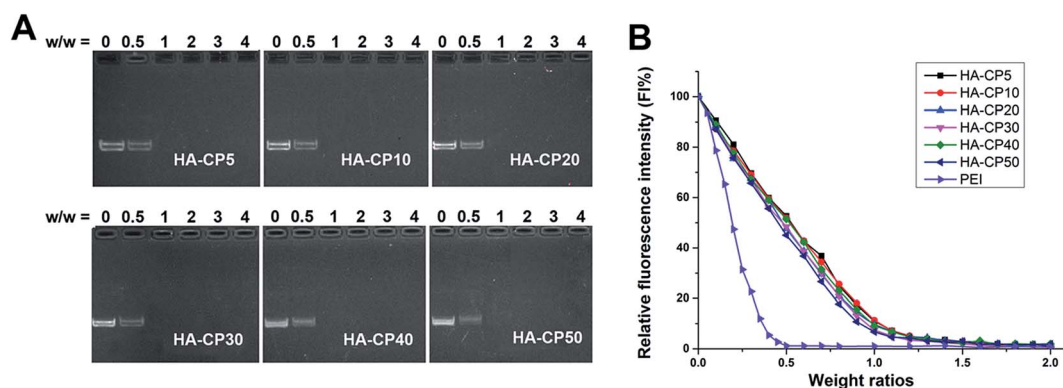 A
w/w = 0 0.5 1 2 3 4 0 0.5 1 2 3 4 0 0.5 1 2 3 4
HA-CP5 HA-CP10 HA-CP20
w/w = 0 0.5 1 2 3 4 0 0.5 1 2 3 4 0 0.5 1 2 3 4
HA-CP30 HA-CP40 HA-CP50
B
Relative fluorescence intensity (FI%)
100
80
60
40
20
0
HA-CP5
HA-CP10
HA-CP20
HA-CP30
HA-CP40
HA-CP50
PEI
0.0 0.5 1.0 1.5 2.0
Weight ratios